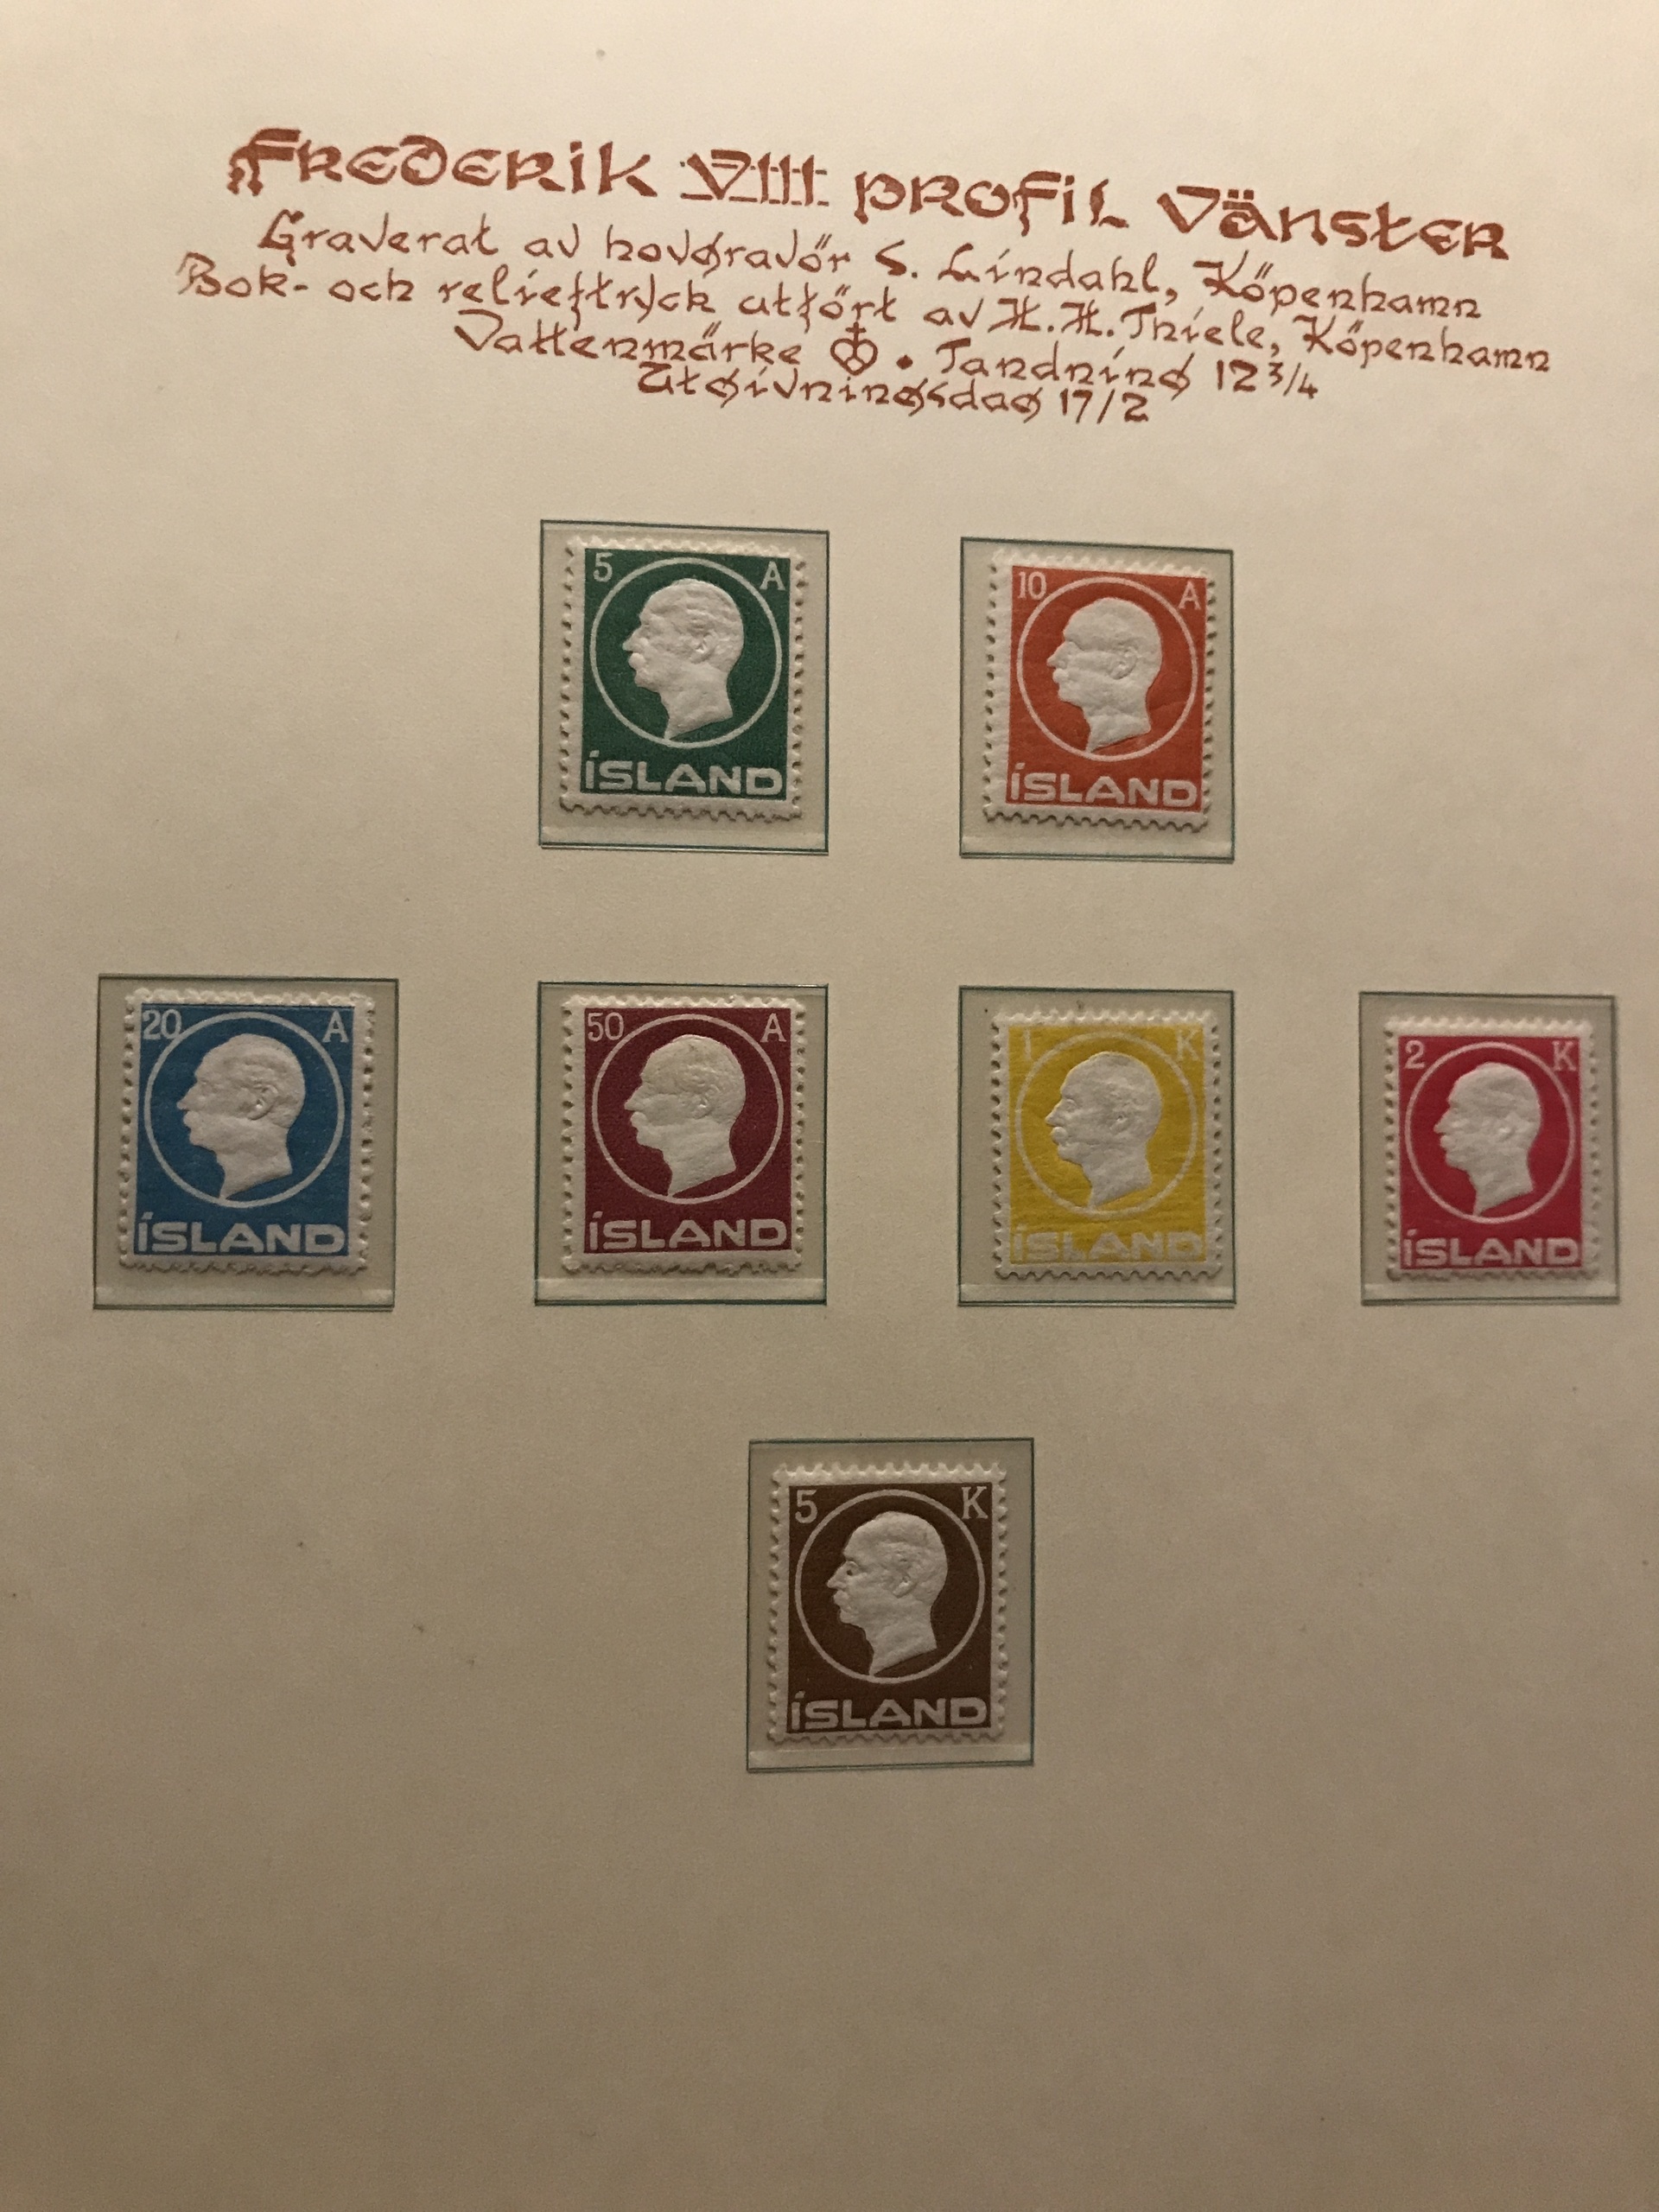 Frederik VIII profil vänster
Graverat av hovgravör S. Lindahl, Köpenhamn
Bok- och relieftryck utfört av H.H. Thiele, Köpenhamn
Vattenmärke • Tandning 12 3/4
Utgivningsdag 17/2
5 A
ÍSLAND
10 A
ÍSLAND
20 A
ÍSLAND
50 A
ÍSLAND
1 K
ÍSLAND
2 K
ÍSLAND
5 K
ÍSLAND